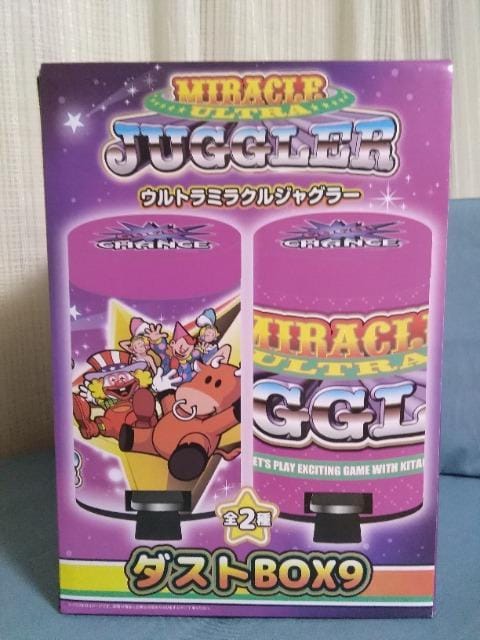 MIRACLE
ULTRA
JUGGLER
ウルトラミラクルジャグラー
CHANCE
CHANCE
MIRACLE
ULTRA
GGL
LET'S PLAY EXCITING GAME WITH KITA
全2種
ダストBOX9